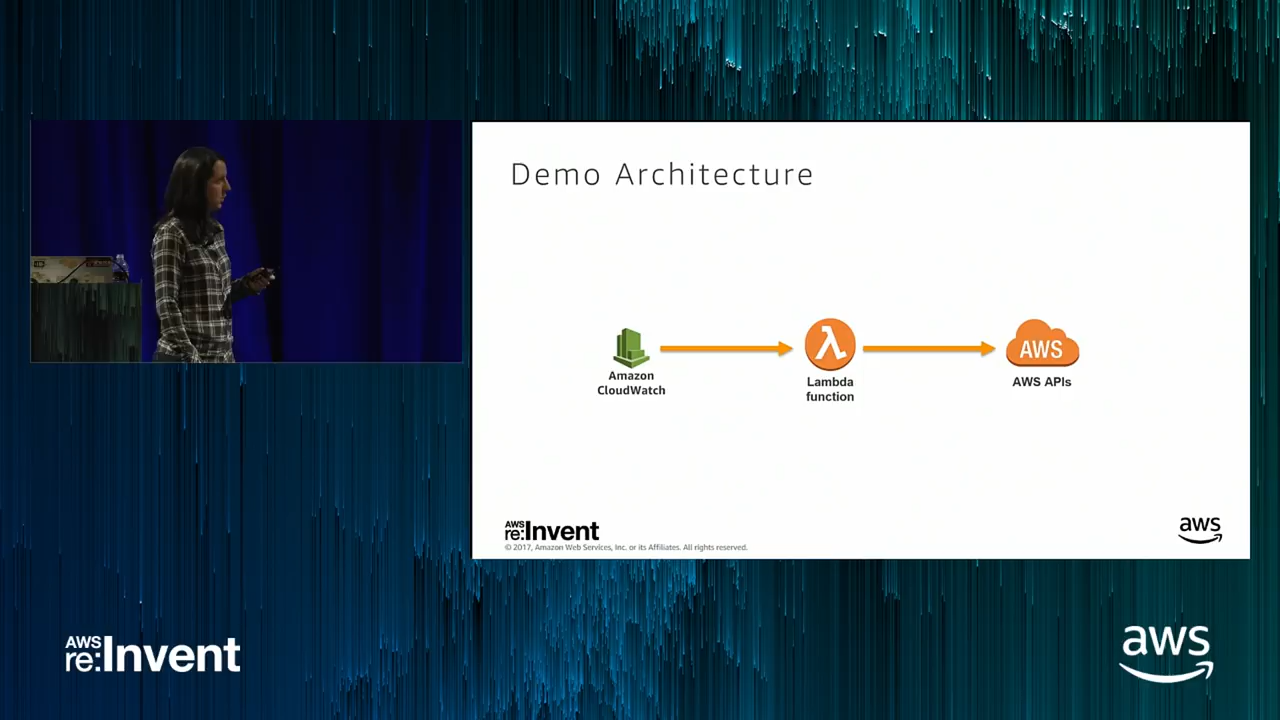 Demo Architecture
Amazon
CloudWatch
λ
Lambda
function
AWS
AWS APIs
AWS
re:Invent
© 2017, Amazon Web Services, Inc. or its Affiliates. All rights reserved.
aws
AWS
re:Invent
aws